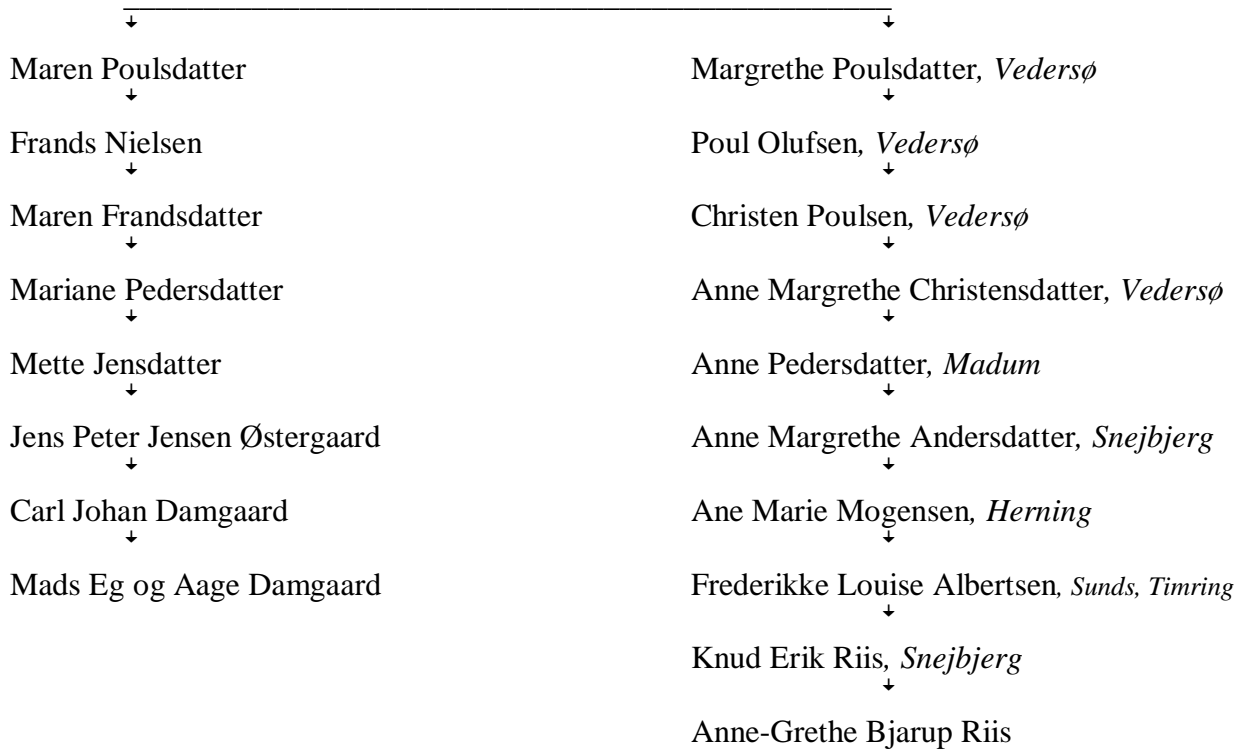 Maren Poulsdatter
Margrethe Poulsdatter, Vedersø
Frands Nielsen
Poul Olufsen, Vedersø
Maren Frandsdatter
Christen Poulsen, Vedersø
Mariane Pedersdatter
Anne Margrethe Christensdatter, Vedersø
Mette Jensdatter
Anne Pedersdatter, Madum
Jens Peter Jensen Østergaard
Anne Margrethe Andersdatter, Snejbjerg
Carl Johan Damgaard
Ane Marie Mogensen, Herning
Mads Eg og Aage Damgaard
Frederikke Louise Albertsen, Sunds, Timring
Knud Erik Riis, Snejbjerg
Anne-Grethe Bjarup Riis